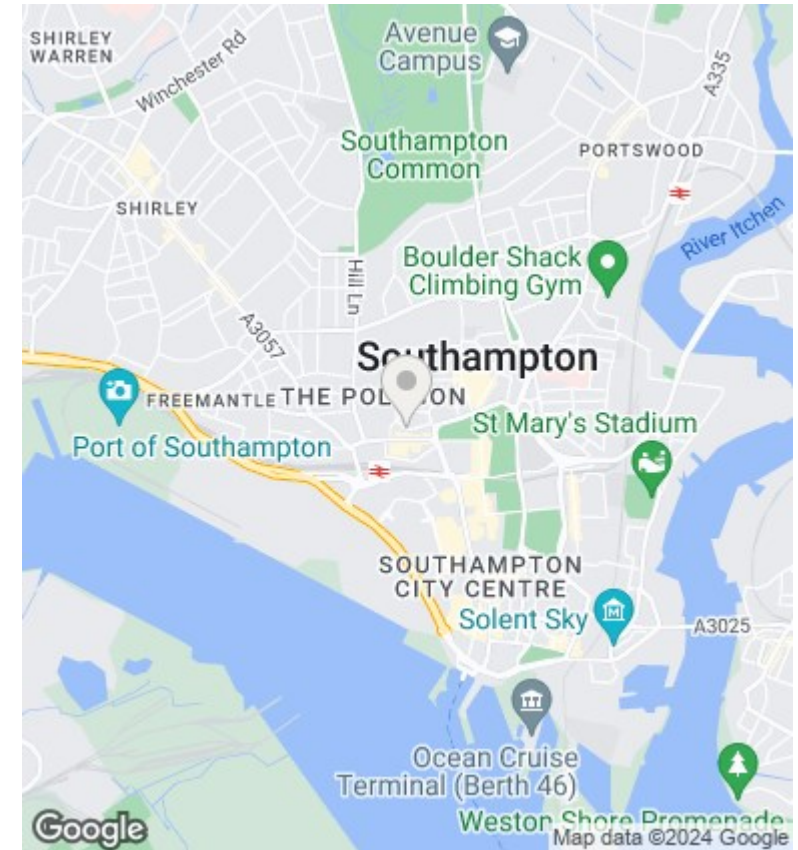 SHIRLEY
WARREN
Winchester Rd
Avenue
Campus
A335
Southampton
Common
PORTSWOOD
SHIRLEY
River Itchen
Hill Ln
Boulder Shack
Climbing Gym
A3057
Southampton
FREEMANTLE
THE POL
ON
St Mary's Stadium
Port of Southampton
SOUTHAMPTON
CITY CENTRE
Solent Sky
A3025
Ocean Cruise
Terminal (Berth 46)
Weston Shore Promenade
Google
Map data ©2024 Google